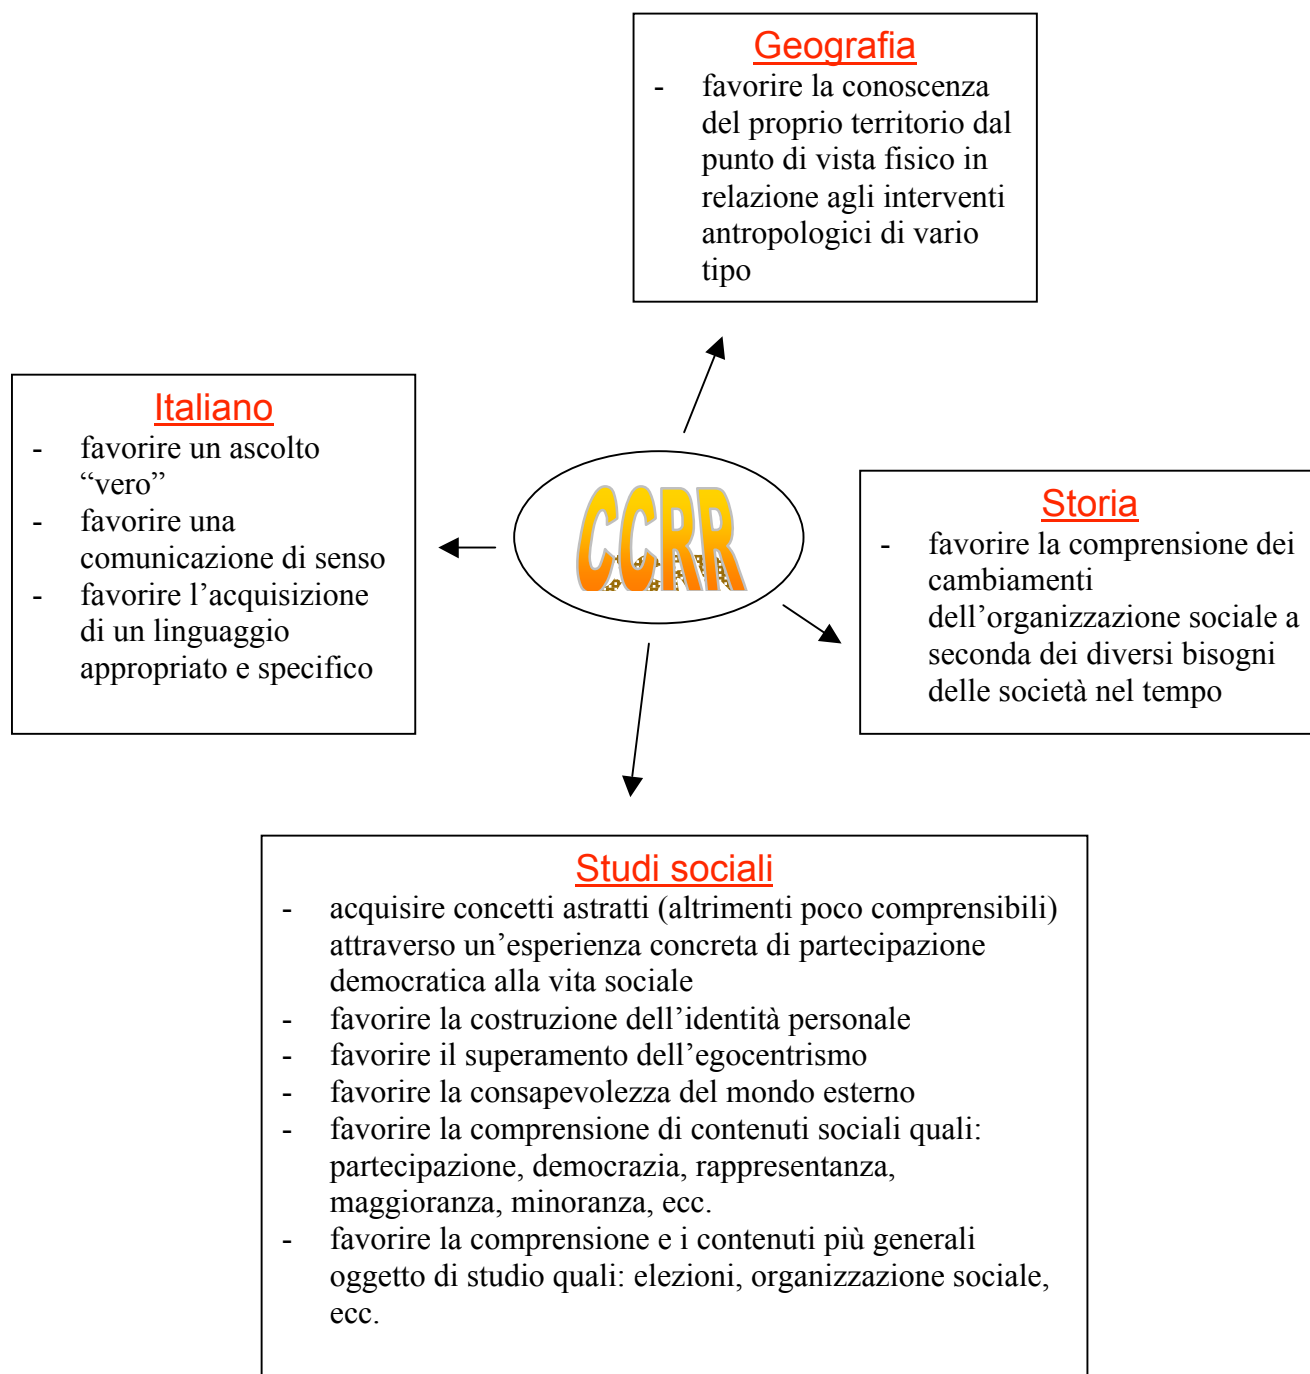 Geografia
- favorire la conoscenza
del proprio territorio dal
punto di vista fisico in
relazione agli interventi
antropologici di vario
tipo
Italiano
- favorire un ascolto
“vero”
- favorire una
comunicazione di senso
- favorire l’acquisizione
di un linguaggio
appropriato e specifico
CCRR
Storia
- favorire la comprensione dei
cambiamenti
dell’organizzazione sociale a
seconda dei diversi bisogni
delle società nel tempo
Studi sociali
- acquisire concetti astratti (altrimenti poco comprensibili)
attraverso un’esperienza concreta di partecipazione
democratica alla vita sociale
- favorire la costruzione dell’identità personale
- favorire il superamento dell’egocentrismo
- favorire la consapevolezza del mondo esterno
- favorire la comprensione di contenuti sociali quali:
partecipazione, democrazia, rappresentanza,
maggioranza, minoranza, ecc.
- favorire la comprensione e i contenuti più generali
oggetto di studio quali: elezioni, organizzazione sociale,
ecc.